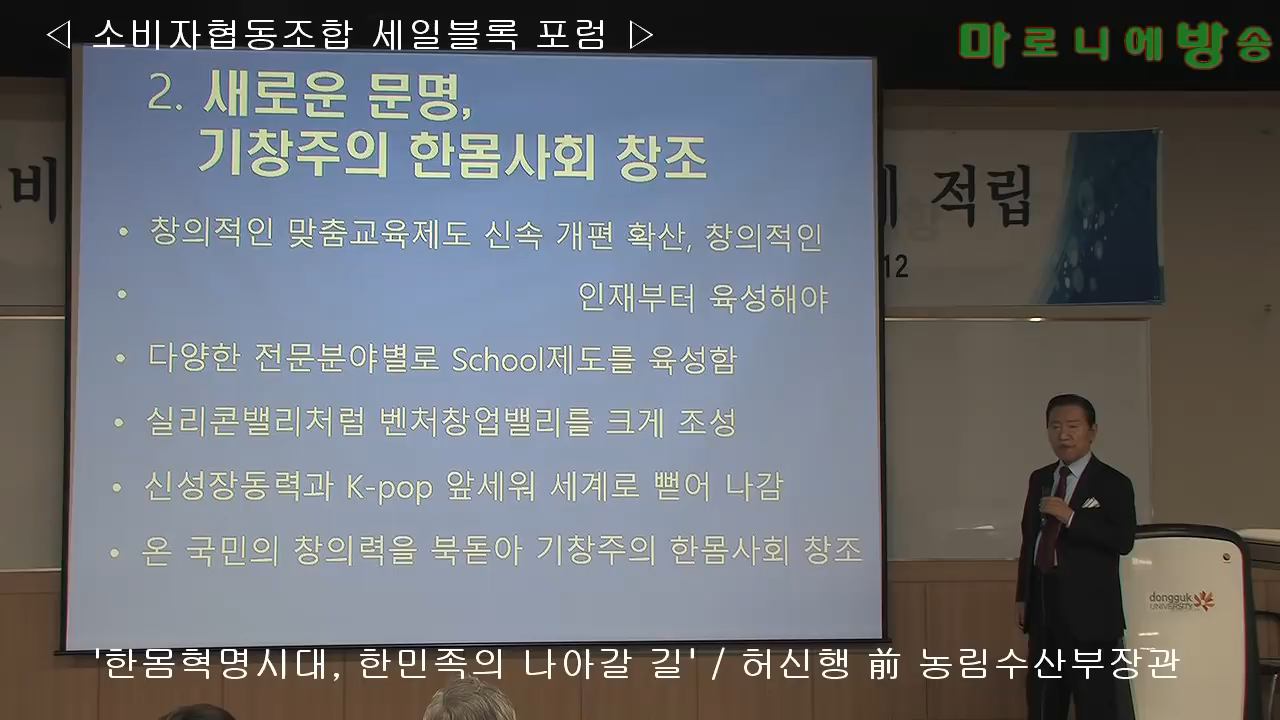 ◁ 소비자협동조합 세일블록 포럼 ▷
마로니에방송
2. 새로운 문명,
기창주의 한몸사회 창조
비
적립
12
• 창의적인 맞춤교육제도 신속 개편 확산, 창의적인
• 인재부터 육성해야
• 다양한 전문분야별로 School제도를 육성함
• 실리콘밸리처럼 벤처창업밸리를 크게 조성
• 신성장동력과 K-pop 앞세워 세계로 뻗어 나감
• 온 국민의 창의력을 북돋아 기창주의 한몸사회 창조
dongguk
UNIVERSITY
'한몸혁명시대, 한민족의 나아갈 길' / 허신행 前 농림수산부장관